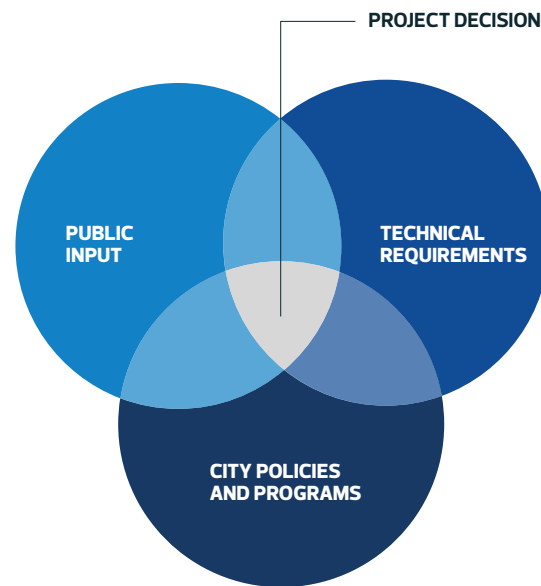 PROJECT DECISION
PUBLIC
INPUT
TECHNICAL
REQUIREMENTS
CITY POLICIES
AND PROGRAMS